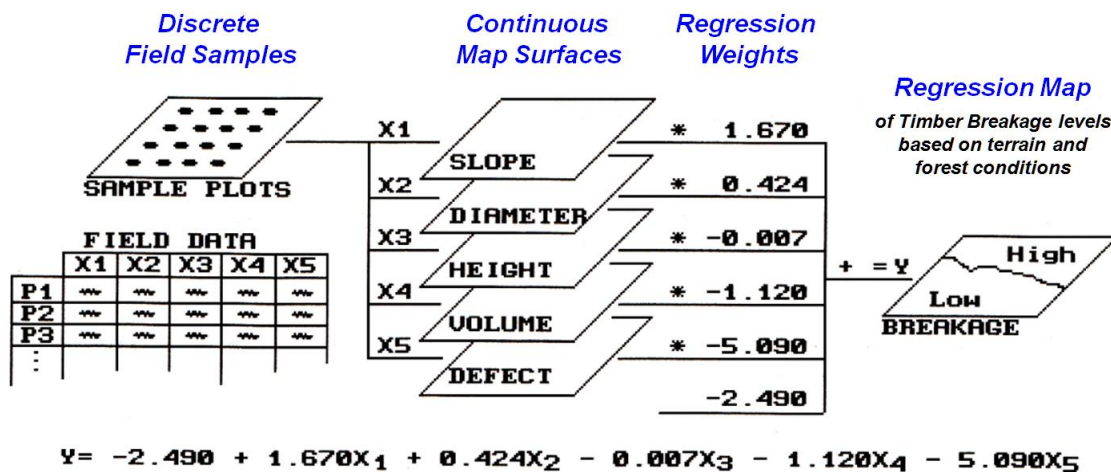 Discrete
Field Samples
Continuous
Map Surfaces
Regression
Weights
Regression Map
of Timber Breakage levels
based on terrain and
forest conditions
SAMPLE PLOTS
X1
SLOPE
* 1.670
X2
DIAMETER
* 0.424
X3
HEIGHT
* -0.007
X4
VOLUME
* -1.120
X5
DEFECT
* -5.090
-2.490
+ =Y
High
Low
BREAKAGE
FIELD DATA
X1 X2 X3 X4 X5
P1
P2
P3
⋮
Y= -2.490 + 1.670X₁ + 0.424X₂ - 0.007X₃ - 1.120X₄ - 5.090X₅